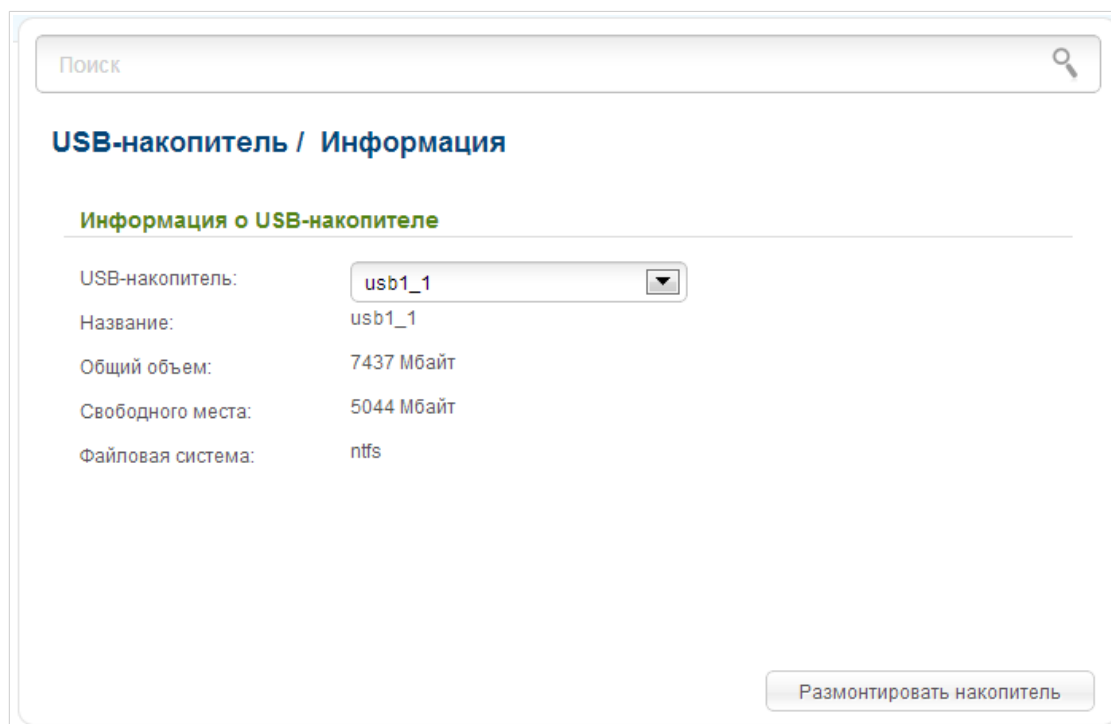 Поиск
USB-накопитель / Информация
Информация о USB-накопителе
USB-накопитель: usb1_1
Название: usb1_1
Общий объем: 7437 Мбайт
Свободного места: 5044 Мбайт
Файловая система: ntfs
Размонтировать накопитель